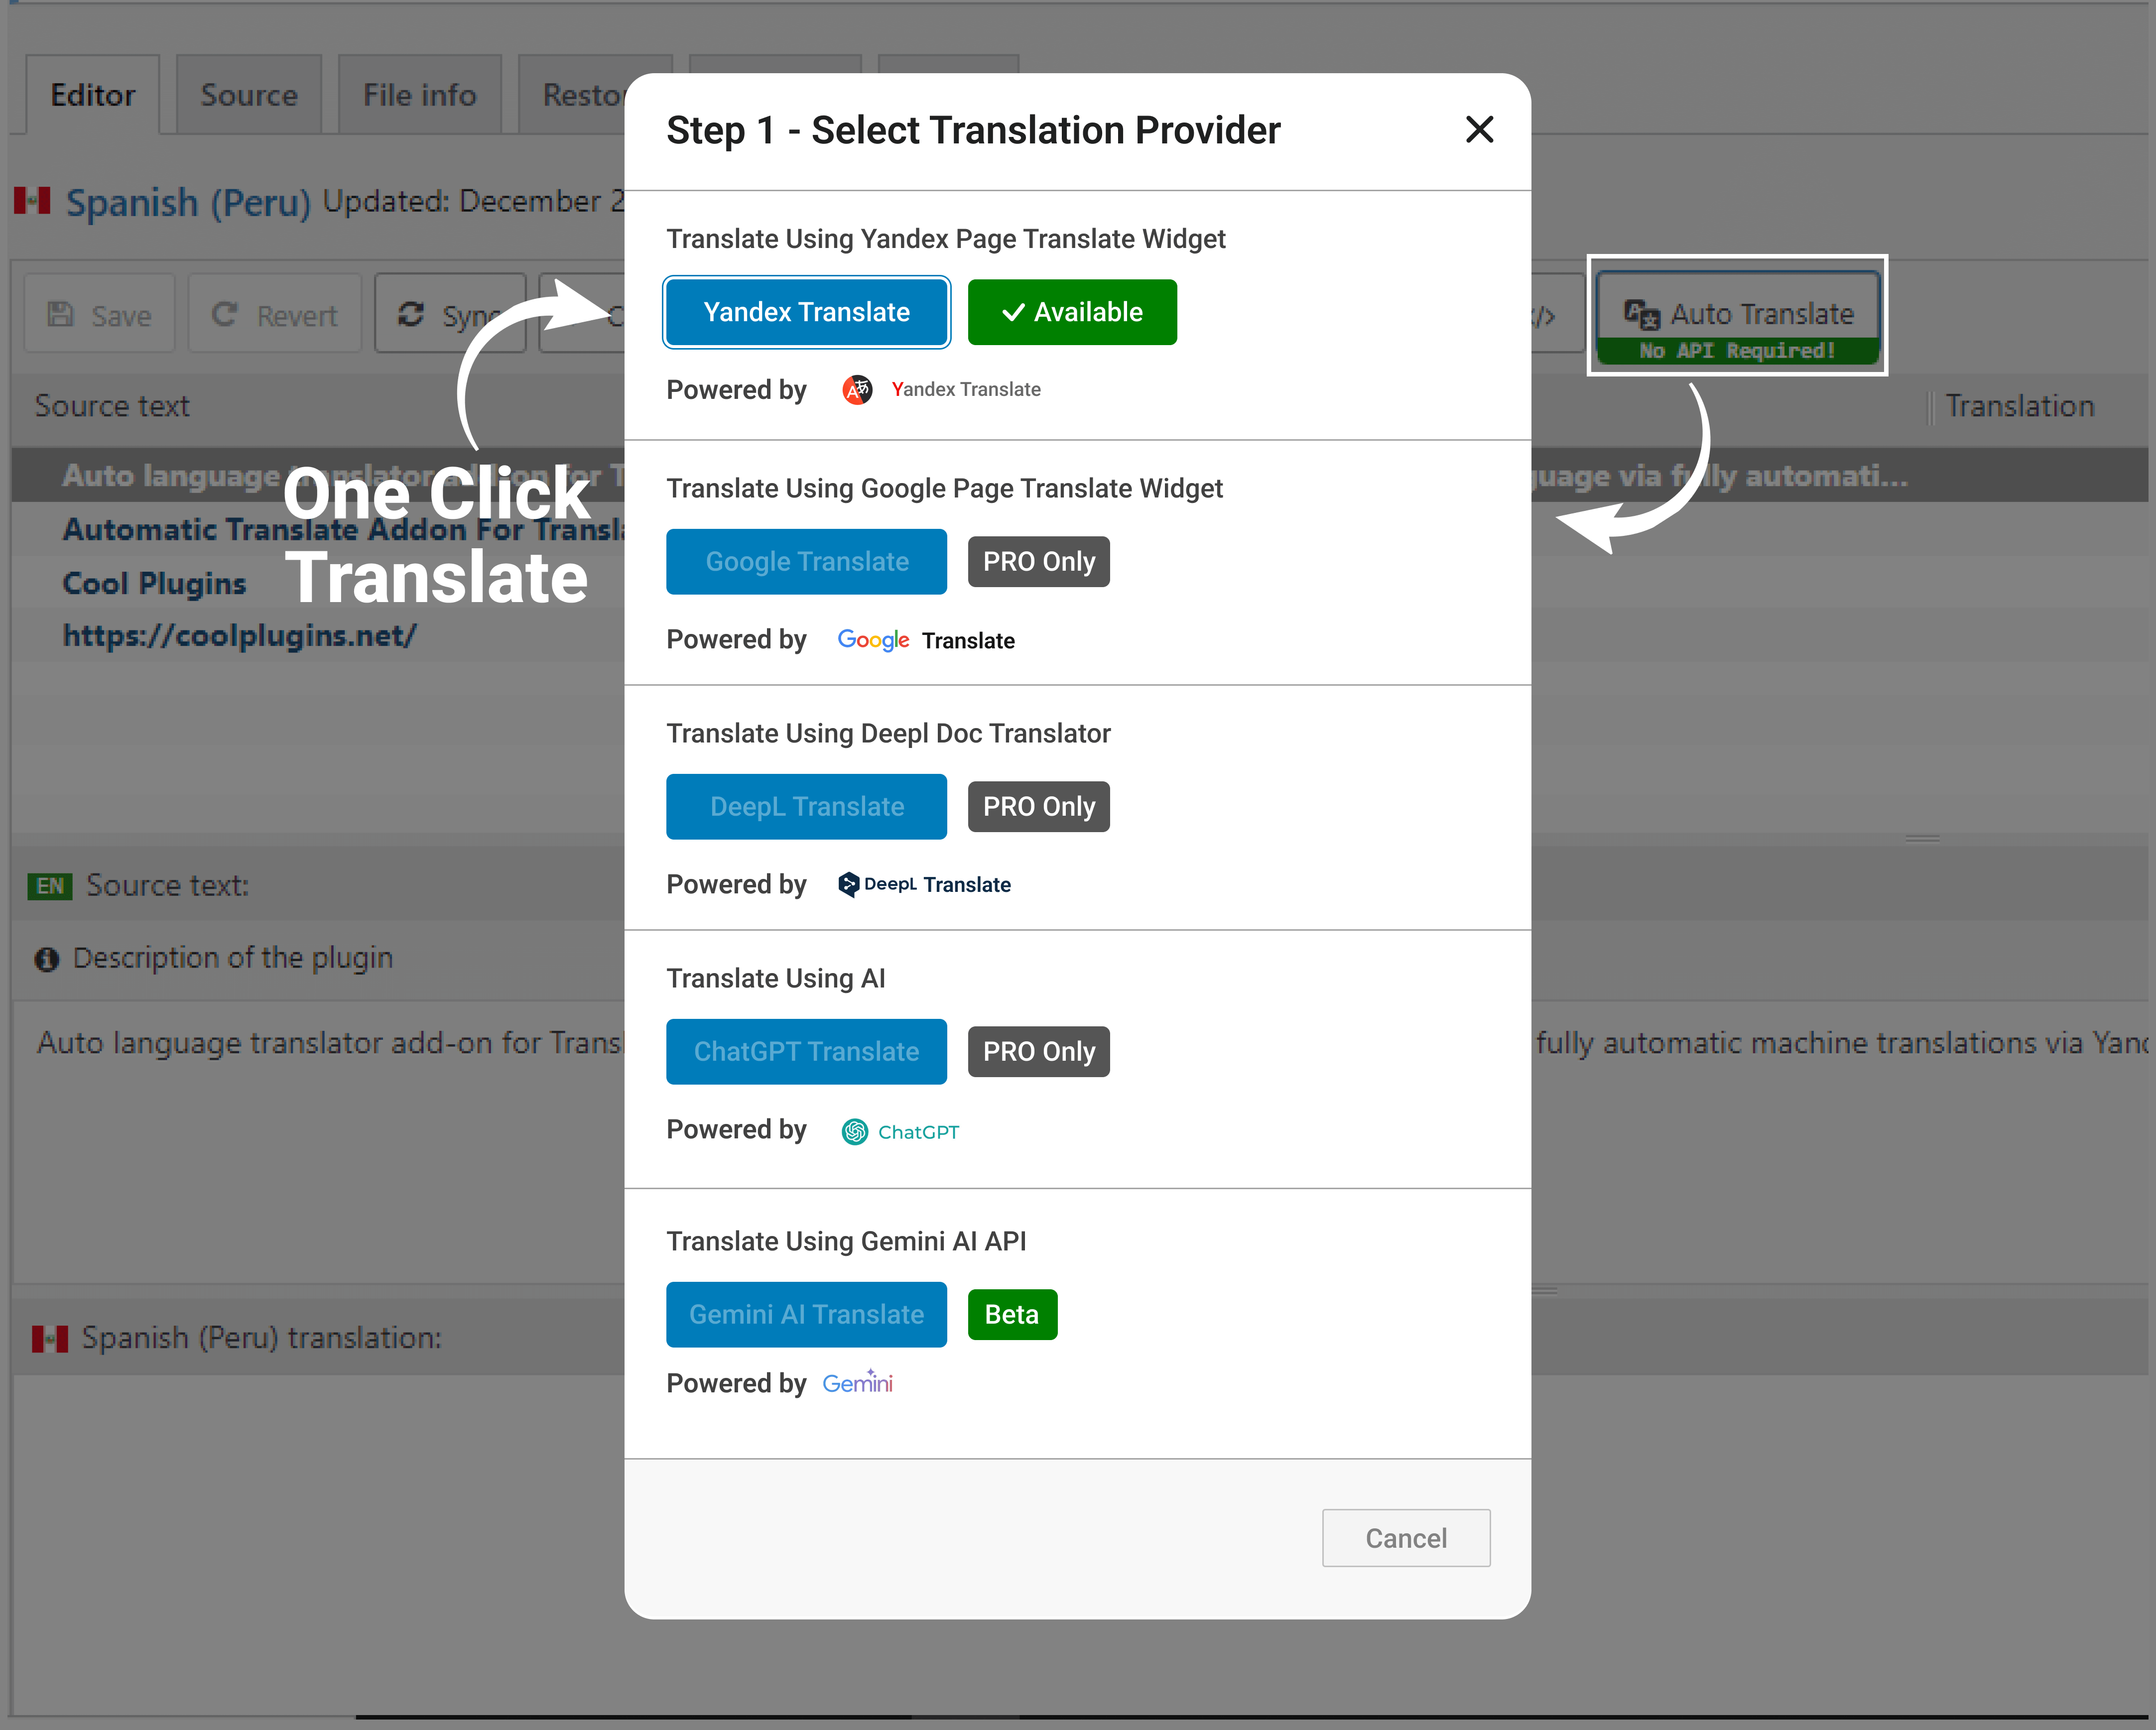 Editor
Source
File info
Resto
Step 1 - Select Translation Provider
Spanish (Peru) Updated: December 2
Translate Using Yandex Page Translate Widget
Save
Revert
Sync
Yandex Translate
Available
Auto Translate
No API Required!
Powered by Yandex Translate
Source text
Translation
Translate Using Google Page Translate Widget
Auto language translator add-on for T
guage via fully automati...
One Click
Translate
Automatic Translate Addon For Transl
Cool Plugins
https://coolplugins.net/
Google Translate
PRO Only
Powered by Google Translate
Translate Using Deepl Doc Translator
DeepL Translate
PRO Only
Powered by DeepL Translate
EN Source text:
Description of the plugin
Translate Using AI
Auto language translator add-on for Trans
fully automatic machine translations via Yand
ChatGPT Translate
PRO Only
Powered by ChatGPT
Translate Using Gemini AI API
Gemini AI Translate
Beta
Powered by Gemini
Spanish (Peru) translation:
Cancel